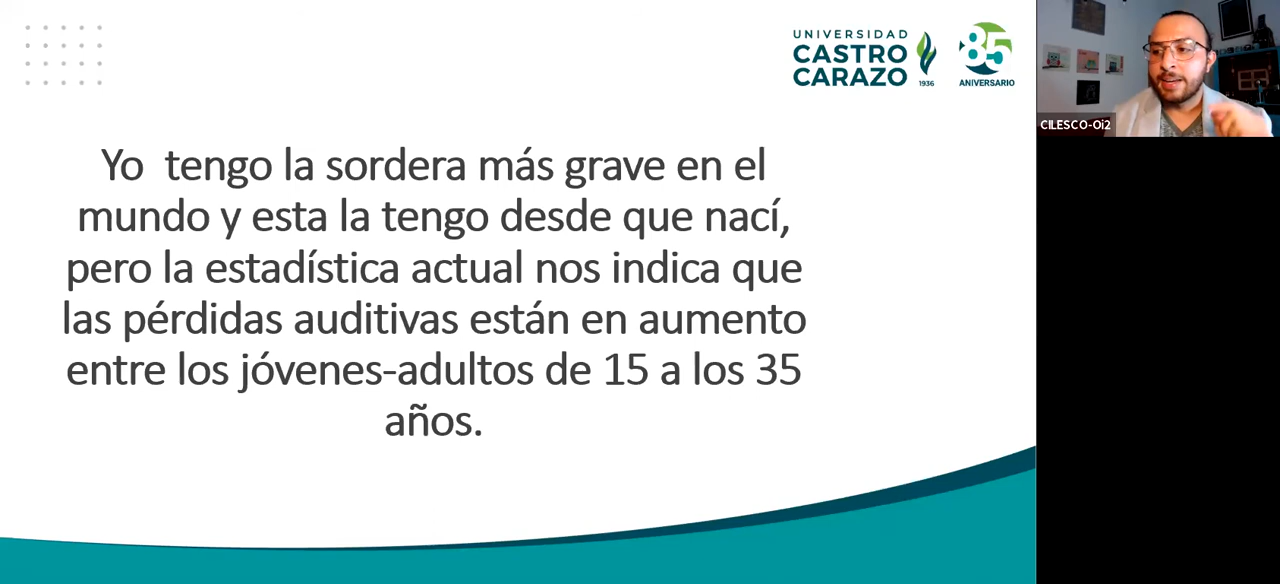 UNIVERSIDAD
CASTRO
CARAZO
1936
85
ANIVERSARIO
CILESCO-Oi2
Yo  tengo la sordera más grave en el
mundo y esta la tengo desde que nací,
pero la estadística actual nos indica que
las pérdidas auditivas están en aumento
entre los jóvenes-adultos de 15 a los 35
años.